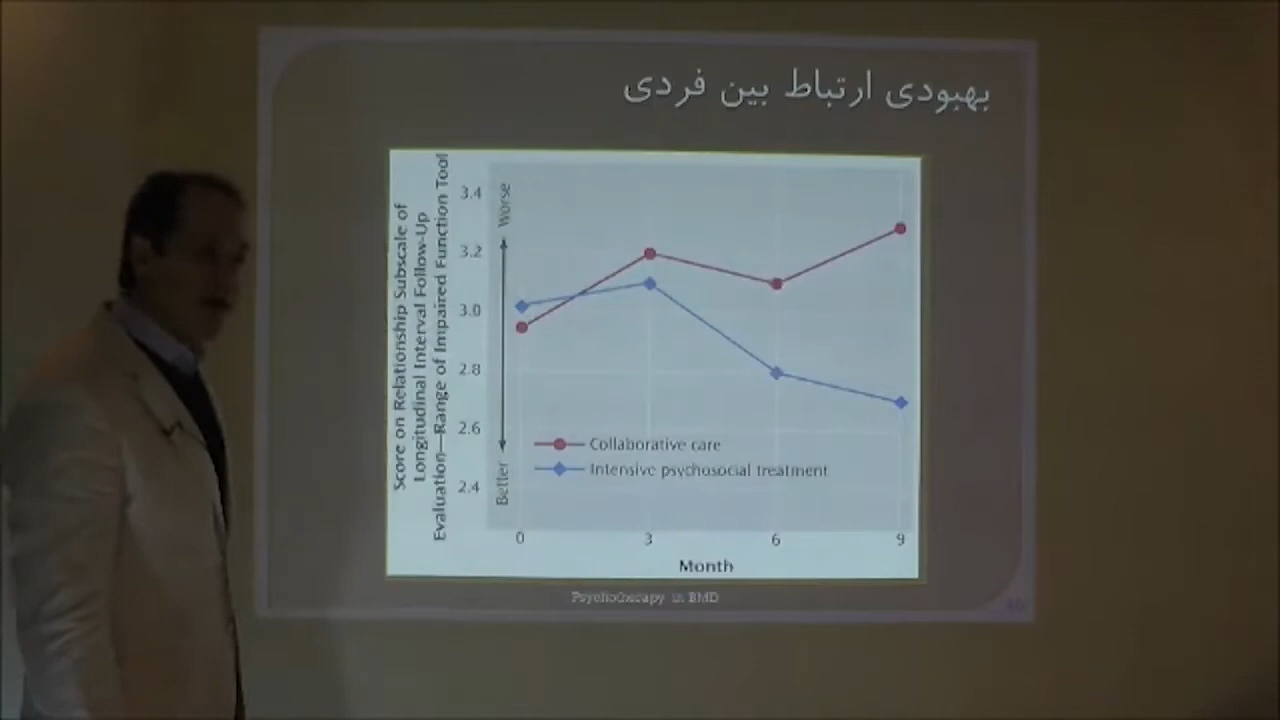 بهبودی ارتباط بین فردی
Score on Relationship Subscale of
Longitudinal Interval Follow-Up
Evaluation—Range of Impaired Function Tool
3.4
3.2
3.0
2.8
2.6
2.4
Worse
Better
Collaborative care
Intensive psychosocial treatment
0 3 6 9
Month
Psychotherapy in BMD